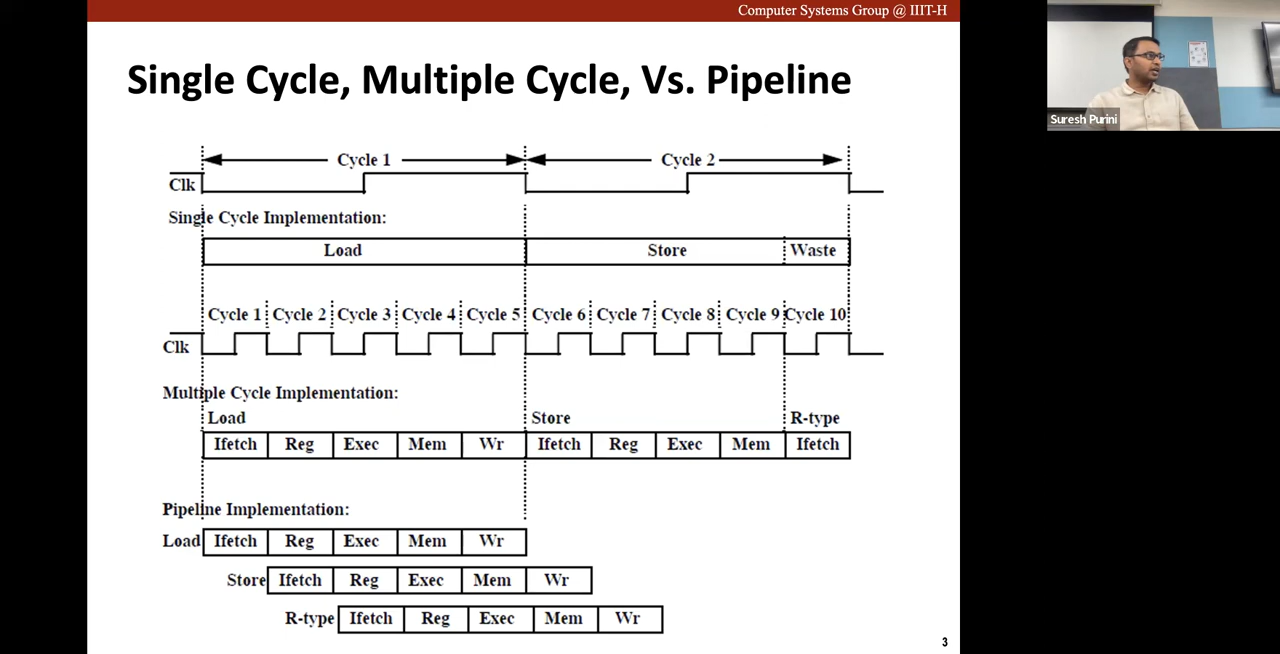 Computer Systems Group @ IIIT-H
Single Cycle, Multiple Cycle, Vs. Pipeline
Suresh Purini
Cycle 1 Cycle 2
Clk
Single Cycle Implementation:
Load Store Waste
Cycle 1 Cycle 2 Cycle 3 Cycle 4 Cycle 5 Cycle 6 Cycle 7 Cycle 8 Cycle 9 Cycle 10
Clk
Multiple Cycle Implementation:
Load Store R-type
Ifetch Reg Exec Mem Wr Ifetch Reg Exec Mem Ifetch
Pipeline Implementation:
Load Ifetch Reg Exec Mem Wr
Store Ifetch Reg Exec Mem Wr
R-type Ifetch Reg Exec Mem Wr
3